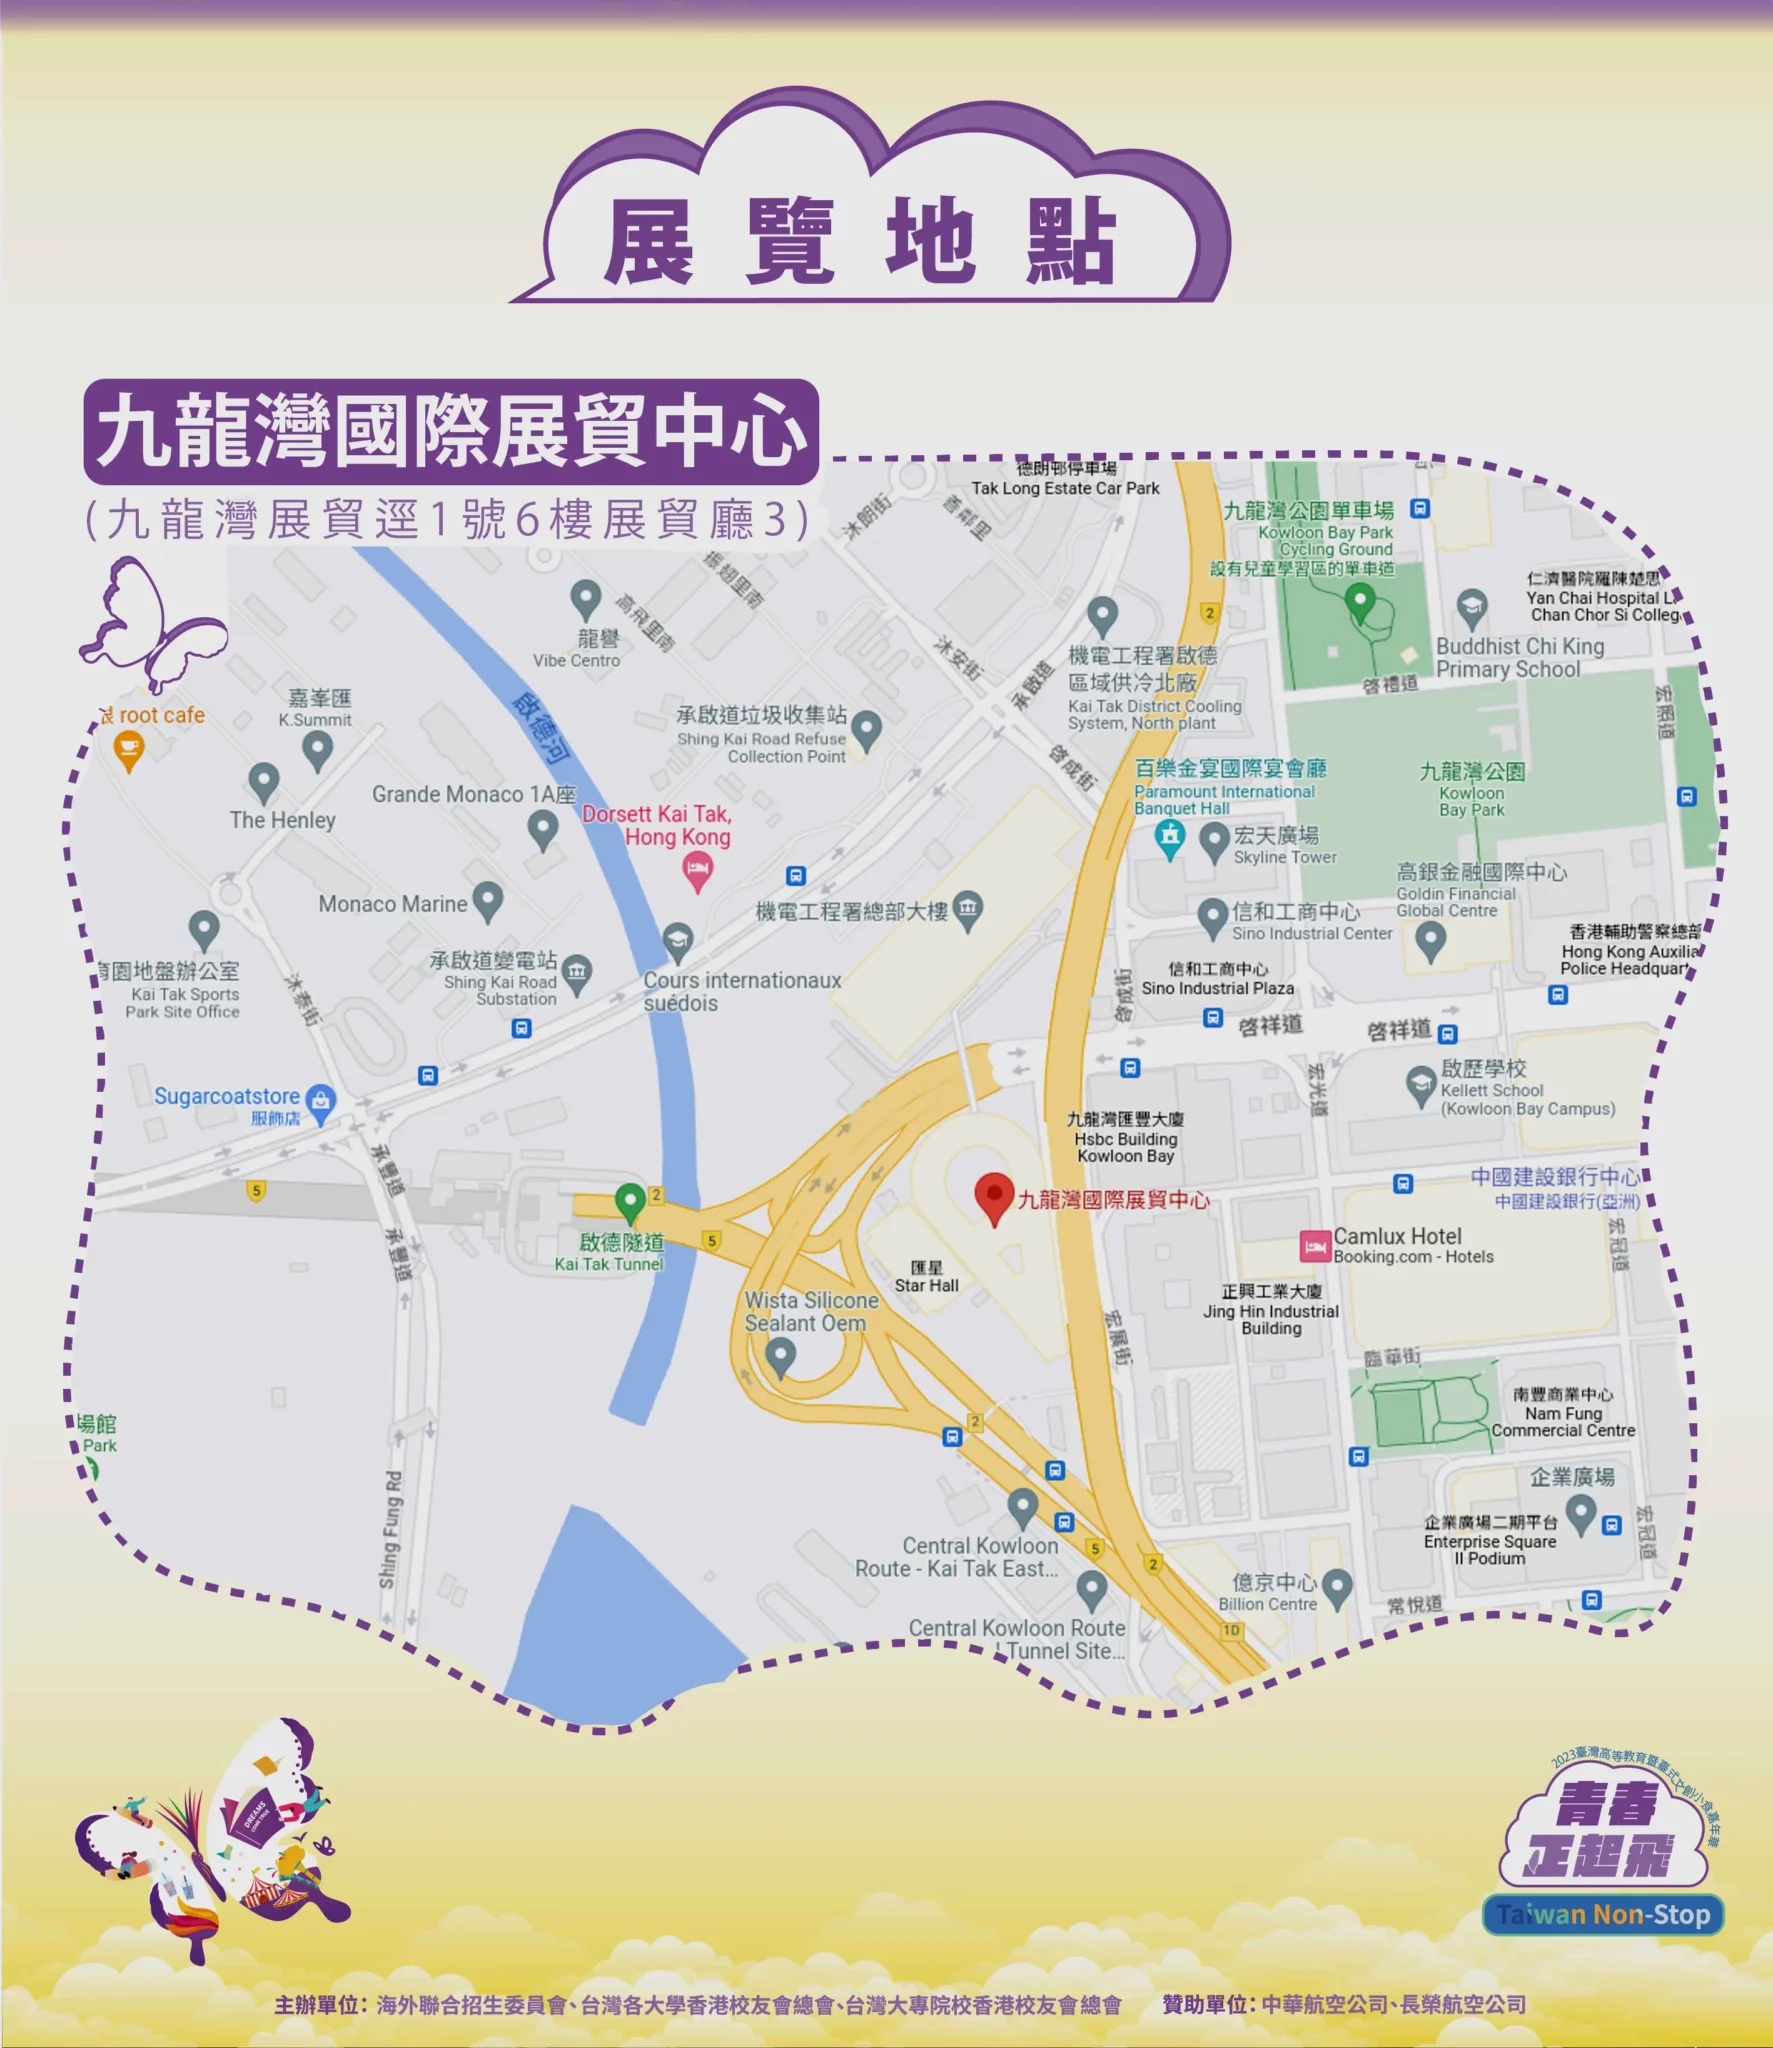 展覽地點
九龍灣國際展貿中心
(九龍灣展貿逕1號6樓展貿廳3)
德朗邨停車場
Tak Long Estate Car Park
沐朗街
善鄰里
九龍灣公園單車場
Kowloon Bay Park
Cycling Ground
設有兒童學習區的單車道
仁濟醫院羅陳楚思
Yan Chai Hospital L
Chan Chor Si Colleg
Buddhist Chi King
Primary School
啓禮道
宏照道
龍譽
Vibe Centro
高飛里南
振翅里南
沐安街
承啟道
機電工程署啟德
區域供冷北廠
Kai Tak District Cooling
System, North plant
2
root cafe
嘉峯匯
K.Summit
啟德河
承啟道垃圾收集站
Shing Kai Road Refuse
Collection Point
啓成街
百樂金宴國際宴會廳
Paramount International
Banquet Hall
九龍灣公園
Kowloon
Bay Park
The Henley
Grande Monaco 1A座
Dorsett Kai Tak,
Hong Kong
宏天廣場
Skyline Tower
高銀金融國際中心
Goldin Financial
Global Centre
Monaco Marine
機電工程署總部大樓
信和工商中心
Sino Industrial Center
香港輔助警察總部
Hong Kong Auxilia
Police Headquart
育園地盤辦公室
Kai Tak Sports
Park Site Office
沐泰街
承啟道變電站
Shing Kai Road
Substation
Cours internationaux
suédois
信和工商中心
Sino Industrial Plaza
啓成街
啓祥道
啓祥道
Sugarcoatstore
服飾店
宏光道
啟歷學校
Kellett School
(Kowloon Bay Campus)
九龍灣匯豐大廈
Hsbc Building
Kowloon Bay
承豐道
5
2
九龍灣國際展貿中心
中國建設銀行中心
中國建設銀行(亞洲)
承豐道
啟德隧道
Kai Tak Tunnel
5
匯星
Star Hall
Camlux Hotel
Booking.com - Hotels
宏冠道
Wista Silicone
Sealant Oem
宏展街
正興工業大廈
Jing Hin Industrial
Building
臨華街
場館
Park
2
南豐商業中心
Nam Fung
Commercial Centre
Shing Fung Rd
Central Kowloon
Route - Kai Tak East...
5
2
企業廣場
企業廣場二期平台
Enterprise Square
II Podium
宏冠道
億京中心
Billion Centre
常悅道
Central Kowloon Route
Tunnel Site...
1D
DREAMS
COME TRUE
2023臺灣高等教育暨臺式文創小食嘉年華
青春
正起飛
Taiwan Non-Stop
主辦單位：海外聯合招生委員會、台灣各大學香港校友會總會、台灣大專院校香港校友會總會 贊助單位：中華航空公司、長榮航空公司